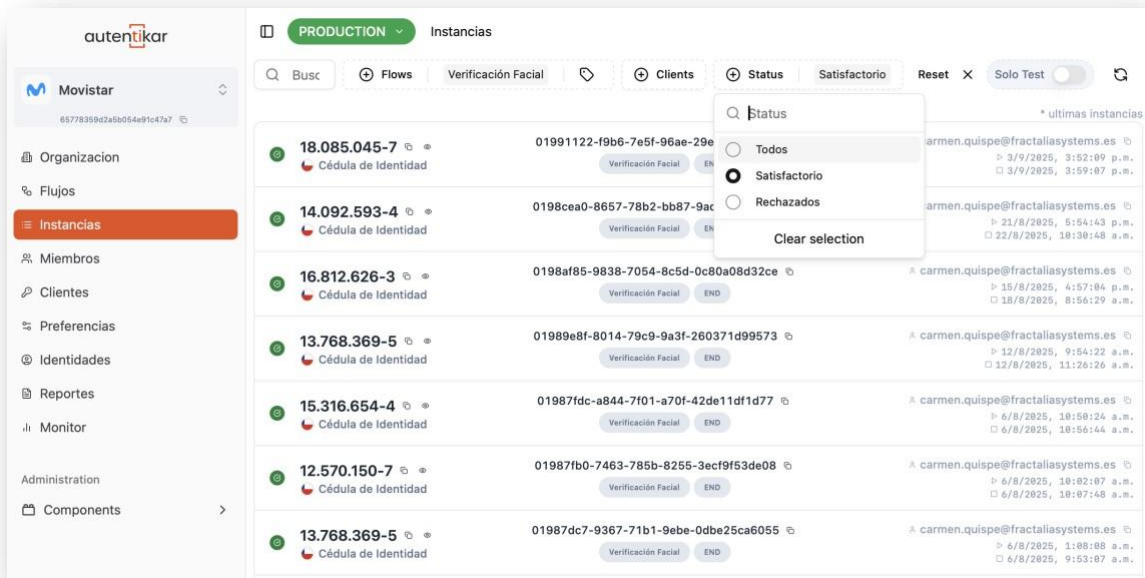 autentikar
PRODUCTION
Instancias
Movistar
65778359d2a5b054e91c47a7
Organizacion
Flujos
Instancias
Miembros
Clientes
Preferencias
Identidades
Reportes
Monitor
Administration
Components
Busc
Flows
Verificación Facial
Clients
Status
Satisfactorio
Reset
Solo Test
Status
Todos
Satisfactorio
Rechazados
Clear selection
* ultimas instancias
18.085.045-7
Cédula de Identidad
01991122-f9b6-7e5f-96ae-29e
Verificación Facial
EN
armen.quispe@fractaliasystems.es
3/9/2025, 3:52:09 p.m.
3/9/2025, 3:59:07 p.m.
14.092.593-4
Cédula de Identidad
0198cea0-8657-78b2-bb87-9ac
Verificación Facial
EN
armen.quispe@fractaliasystems.es
21/8/2025, 5:54:43 p.m.
22/8/2025, 10:30:48 a.m.
16.812.626-3
Cédula de Identidad
0198af85-9838-7054-8c5d-0c80a08d32ce
Verificación Facial
END
carmen.quispe@fractaliasystems.es
15/8/2025, 4:57:04 p.m.
18/8/2025, 8:56:29 a.m.
13.768.369-5
Cédula de Identidad
01989e8f-8014-79c9-9a3f-260371d99573
Verificación Facial
END
carmen.quispe@fractaliasystems.es
12/8/2025, 9:54:22 a.m.
12/8/2025, 11:26:26 a.m.
15.316.654-4
Cédula de Identidad
01987fdc-a844-7f01-a70f-42de11df1d77
Verificación Facial
END
carmen.quispe@fractaliasystems.es
6/8/2025, 10:50:24 a.m.
6/8/2025, 10:56:44 a.m.
12.570.150-7
Cédula de Identidad
01987fb0-7463-785b-8255-3ecf9f53de08
Verificación Facial
END
carmen.quispe@fractaliasystems.es
6/8/2025, 10:02:07 a.m.
6/8/2025, 10:07:48 a.m.
13.768.369-5
Cédula de Identidad
01987dc7-9367-71b1-9ebe-0dbe25ca6055
Verificación Facial
END
carmen.quispe@fractaliasystems.es
6/8/2025, 1:08:08 a.m.
6/8/2025, 9:53:07 a.m.